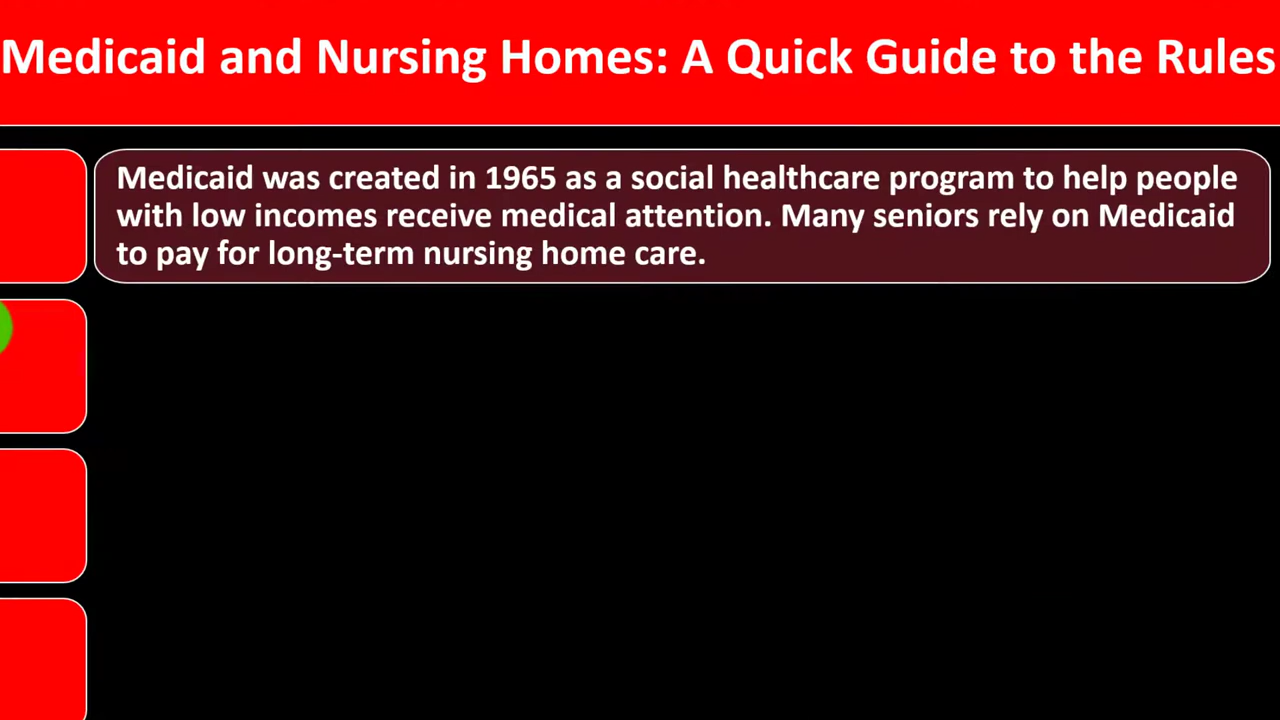 Medicaid and Nursing Homes: A Quick Guide to the Rules
Medicaid was created in 1965 as a social healthcare program to help people
with low incomes receive medical attention. Many seniors rely on Medicaid
to pay for long-term nursing home care.